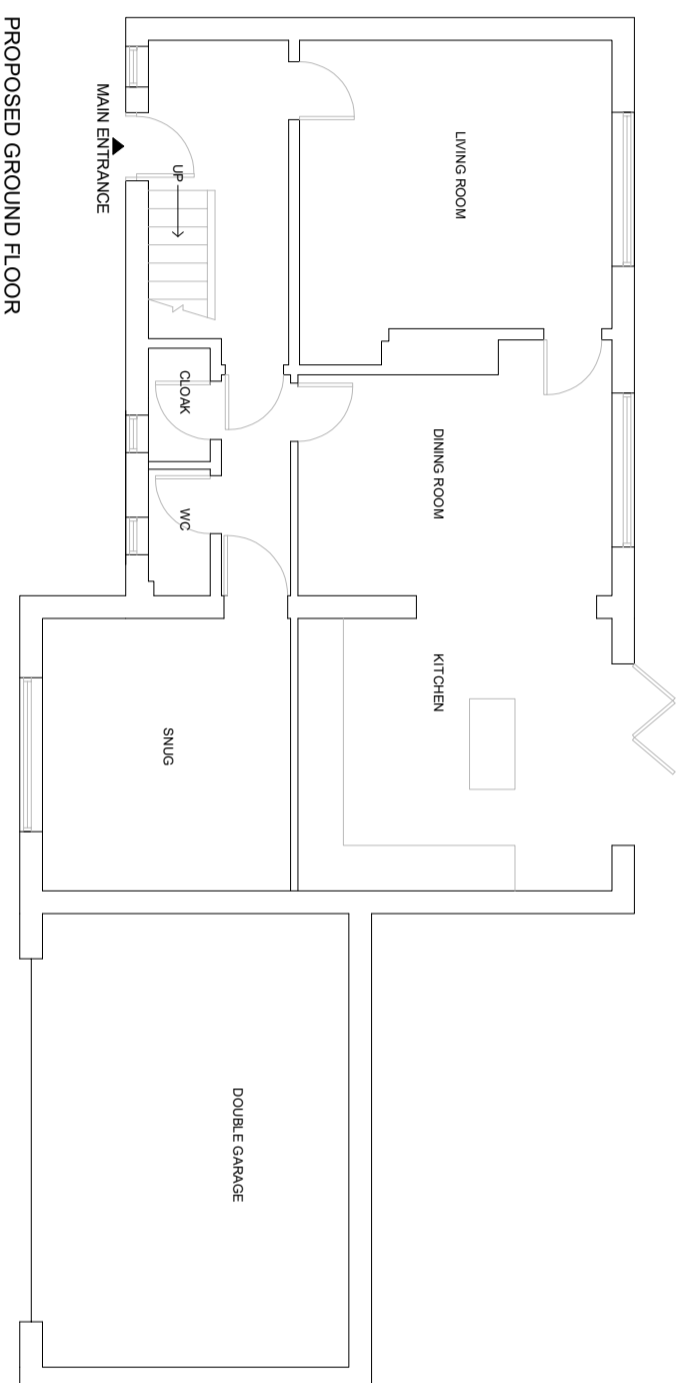 LIVING ROOM
DINING ROOM
KITCHEN
UP
CLOAK
WC
SNUG
DOUBLE GARAGE
MAIN ENTRANCE
PROPOSED GROUND FLOOR